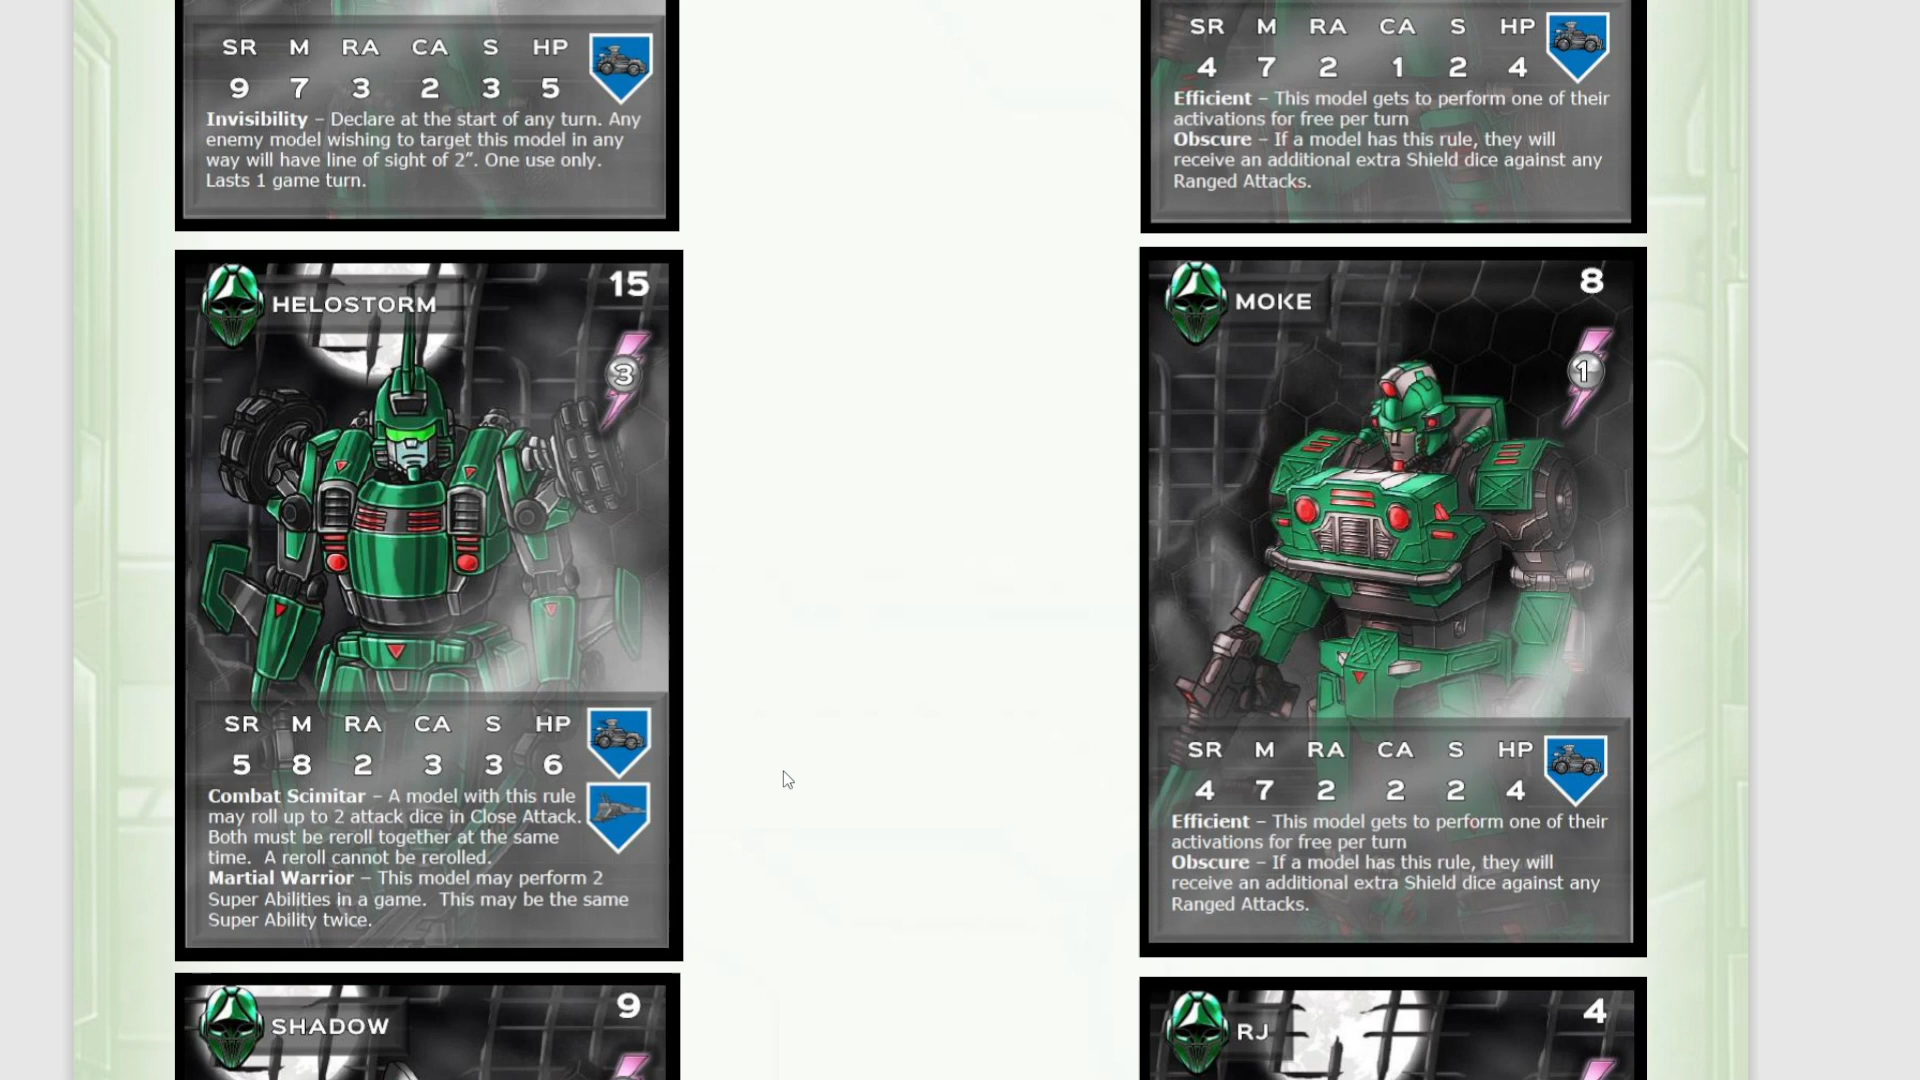 SR M RA CA S HP
9 7 3 2 3 5
Invisibility – Declare at the start of any turn. Any
enemy model wishing to target this model in any
way will have line of sight of 2″. One use only.
Lasts 1 game turn.
SR M RA CA S HP
4 7 2 1 2 4
Efficient – This model gets to perform one of their
activations for free per turn
Obscure – If a model has this rule, they will
receive an additional extra Shield dice against any
Ranged Attacks.
HELOSTORM
15
3
SR M RA CA S HP
5 8 2 3 3 6
Combat Scimitar – A model with this rule
may roll up to 2 attack dice in Close Attack.
Both must be reroll together at the same
time. A reroll cannot be rerolled.
Martial Warrior – This model may perform 2
Super Abilities in a game. This may be the same
Super Ability twice.
MOKE
8
1
SR M RA CA S HP
4 7 2 2 2 4
Efficient – This model gets to perform one of their
activations for free per turn
Obscure – If a model has this rule, they will
receive an additional extra Shield dice against any
Ranged Attacks.
SHADOW
9
RJ
4